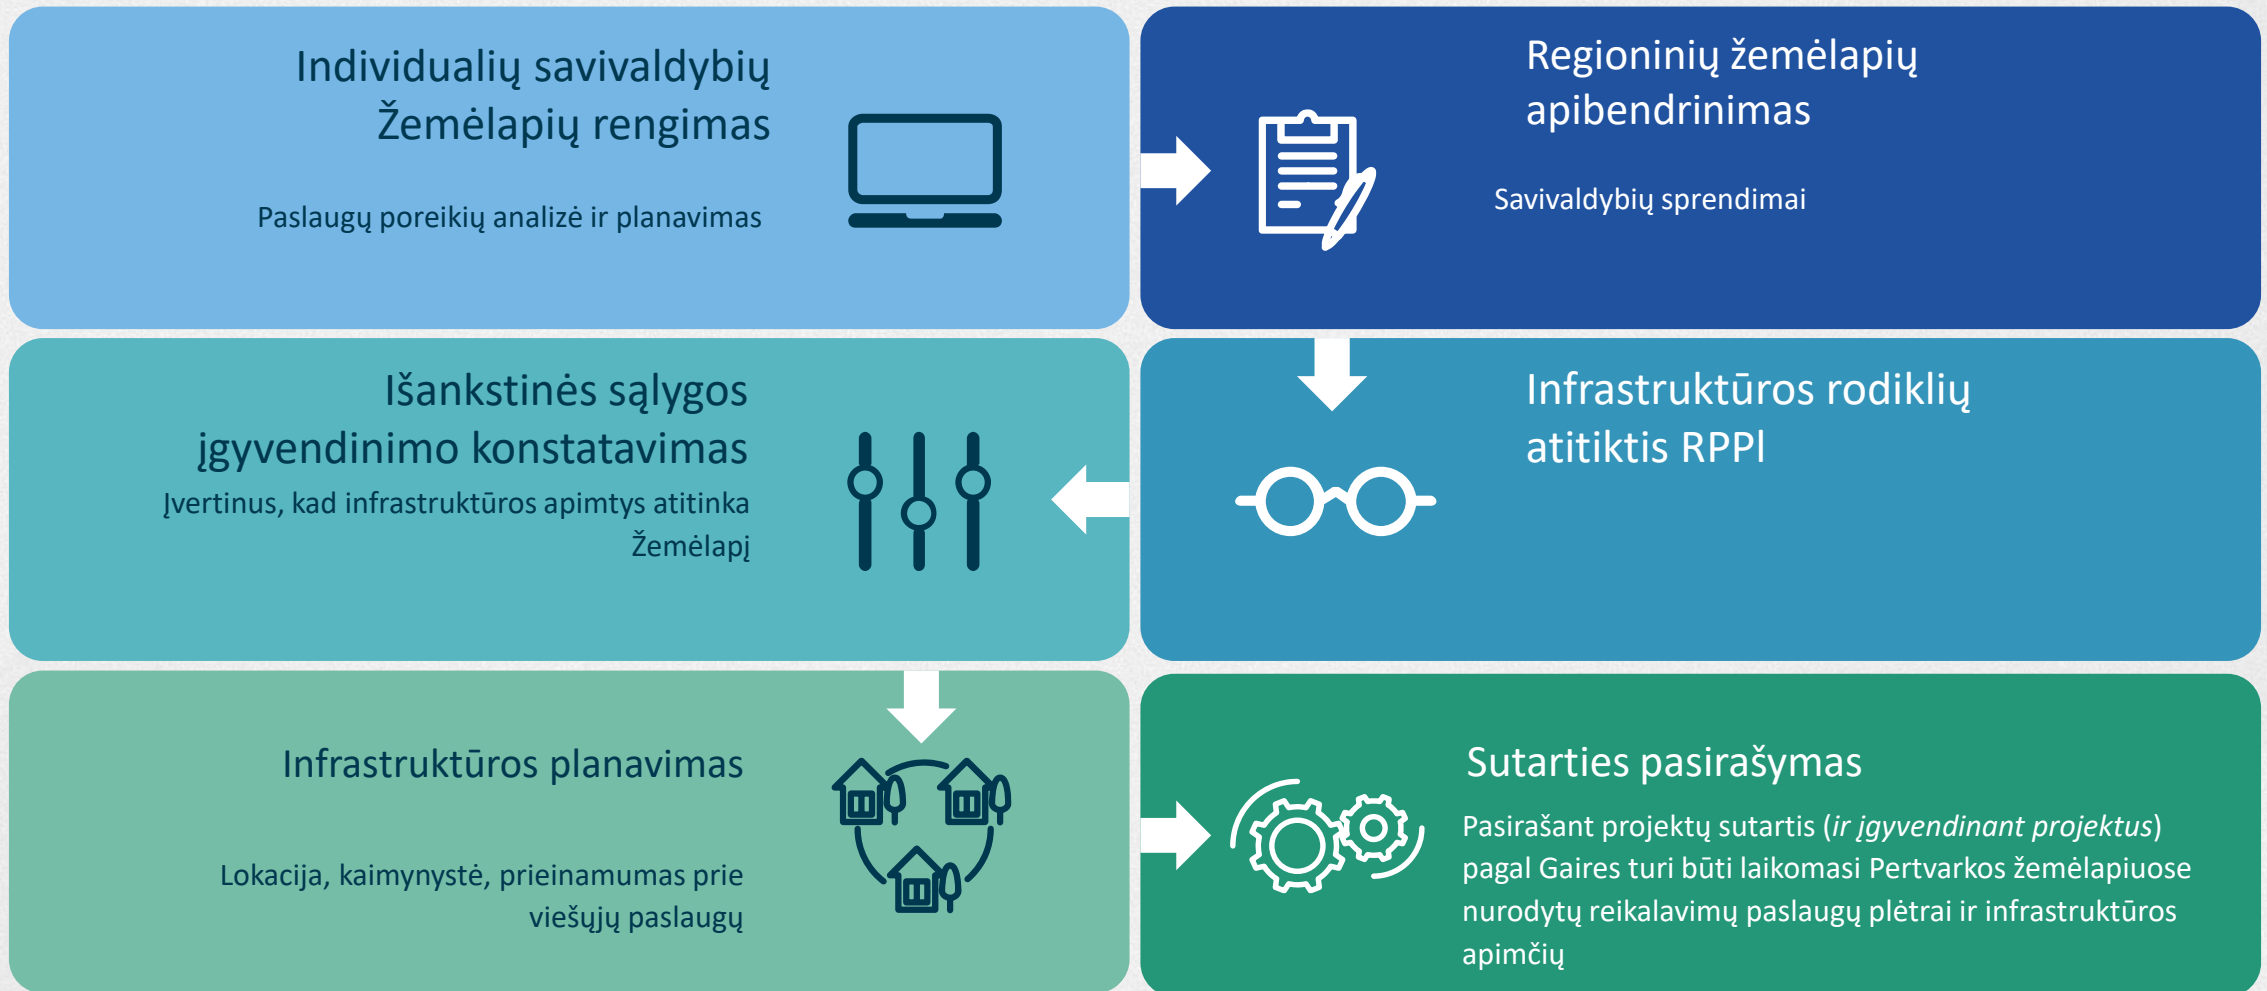 Individualių savivaldybių
Žemėlapių rengimas
Paslaugų poreikių analizė ir planavimas
Regioninių žemėlapių
apibendrinimas
Savivaldybių sprendimai
Infrastruktūros rodiklių
atitiktis RPPl
Išankstinės sąlygos
įgyvendinimo konstatavimas
Įvertinus, kad infrastruktūros apimtys atitinka
Žemėlapį
Infrastruktūros planavimas
Lokacija, kaimynystė, prieinamumas prie
viešųjų paslaugų
Sutarties pasirašymas
Pasirašant projektų sutartis (ir įgyvendinant projektus)
pagal Gaires turi būti laikomasi Pertvarkos žemėlapiuose
nurodytų reikalavimų paslaugų plėtrai ir infrastruktūros
apimčių